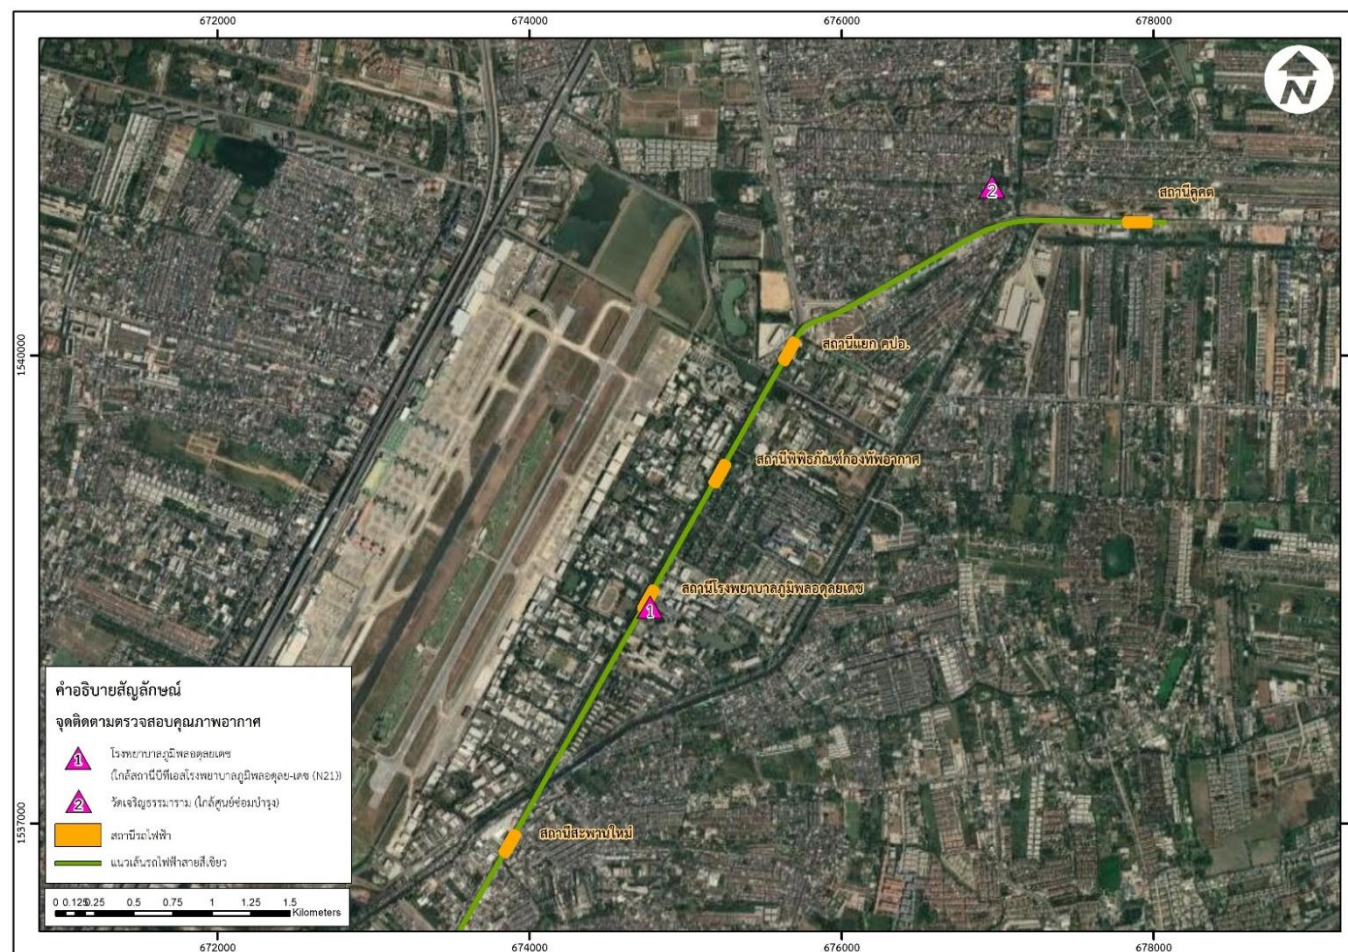 672000 674000 676000 678000
N
2
สถานีคูคต
1540000 1540000
สถานีแยก คปอ.
สถานีพิพิธภัณฑ์กองทัพอากาศ
สถานีโรงพยาบาลภูมิพลอดุลยเดช
1
คำอธิบายสัญลักษณ์
จุดติดตามตรวจสอบคุณภาพอากาศ
1 โรงพยาบาลภูมิพลอดุลยเดช
(ใกล้สถานีบีทีเอสโรงพยาบาลภูมิพลอดุลย-เดช (N21))
2 วัดเจริญธรรมาราม (ใกล้ศูนย์ซ่อมบำรุง)
สถานีรถไฟฟ้า
1537000 1537000
สถานีสะพานใหม่
แนวเส้นรถไฟฟ้าสายสีเขียว
0 0.125 0.25 0.5 0.75 1 1.25 1.5
Kilometers
672000 674000 676000 678000